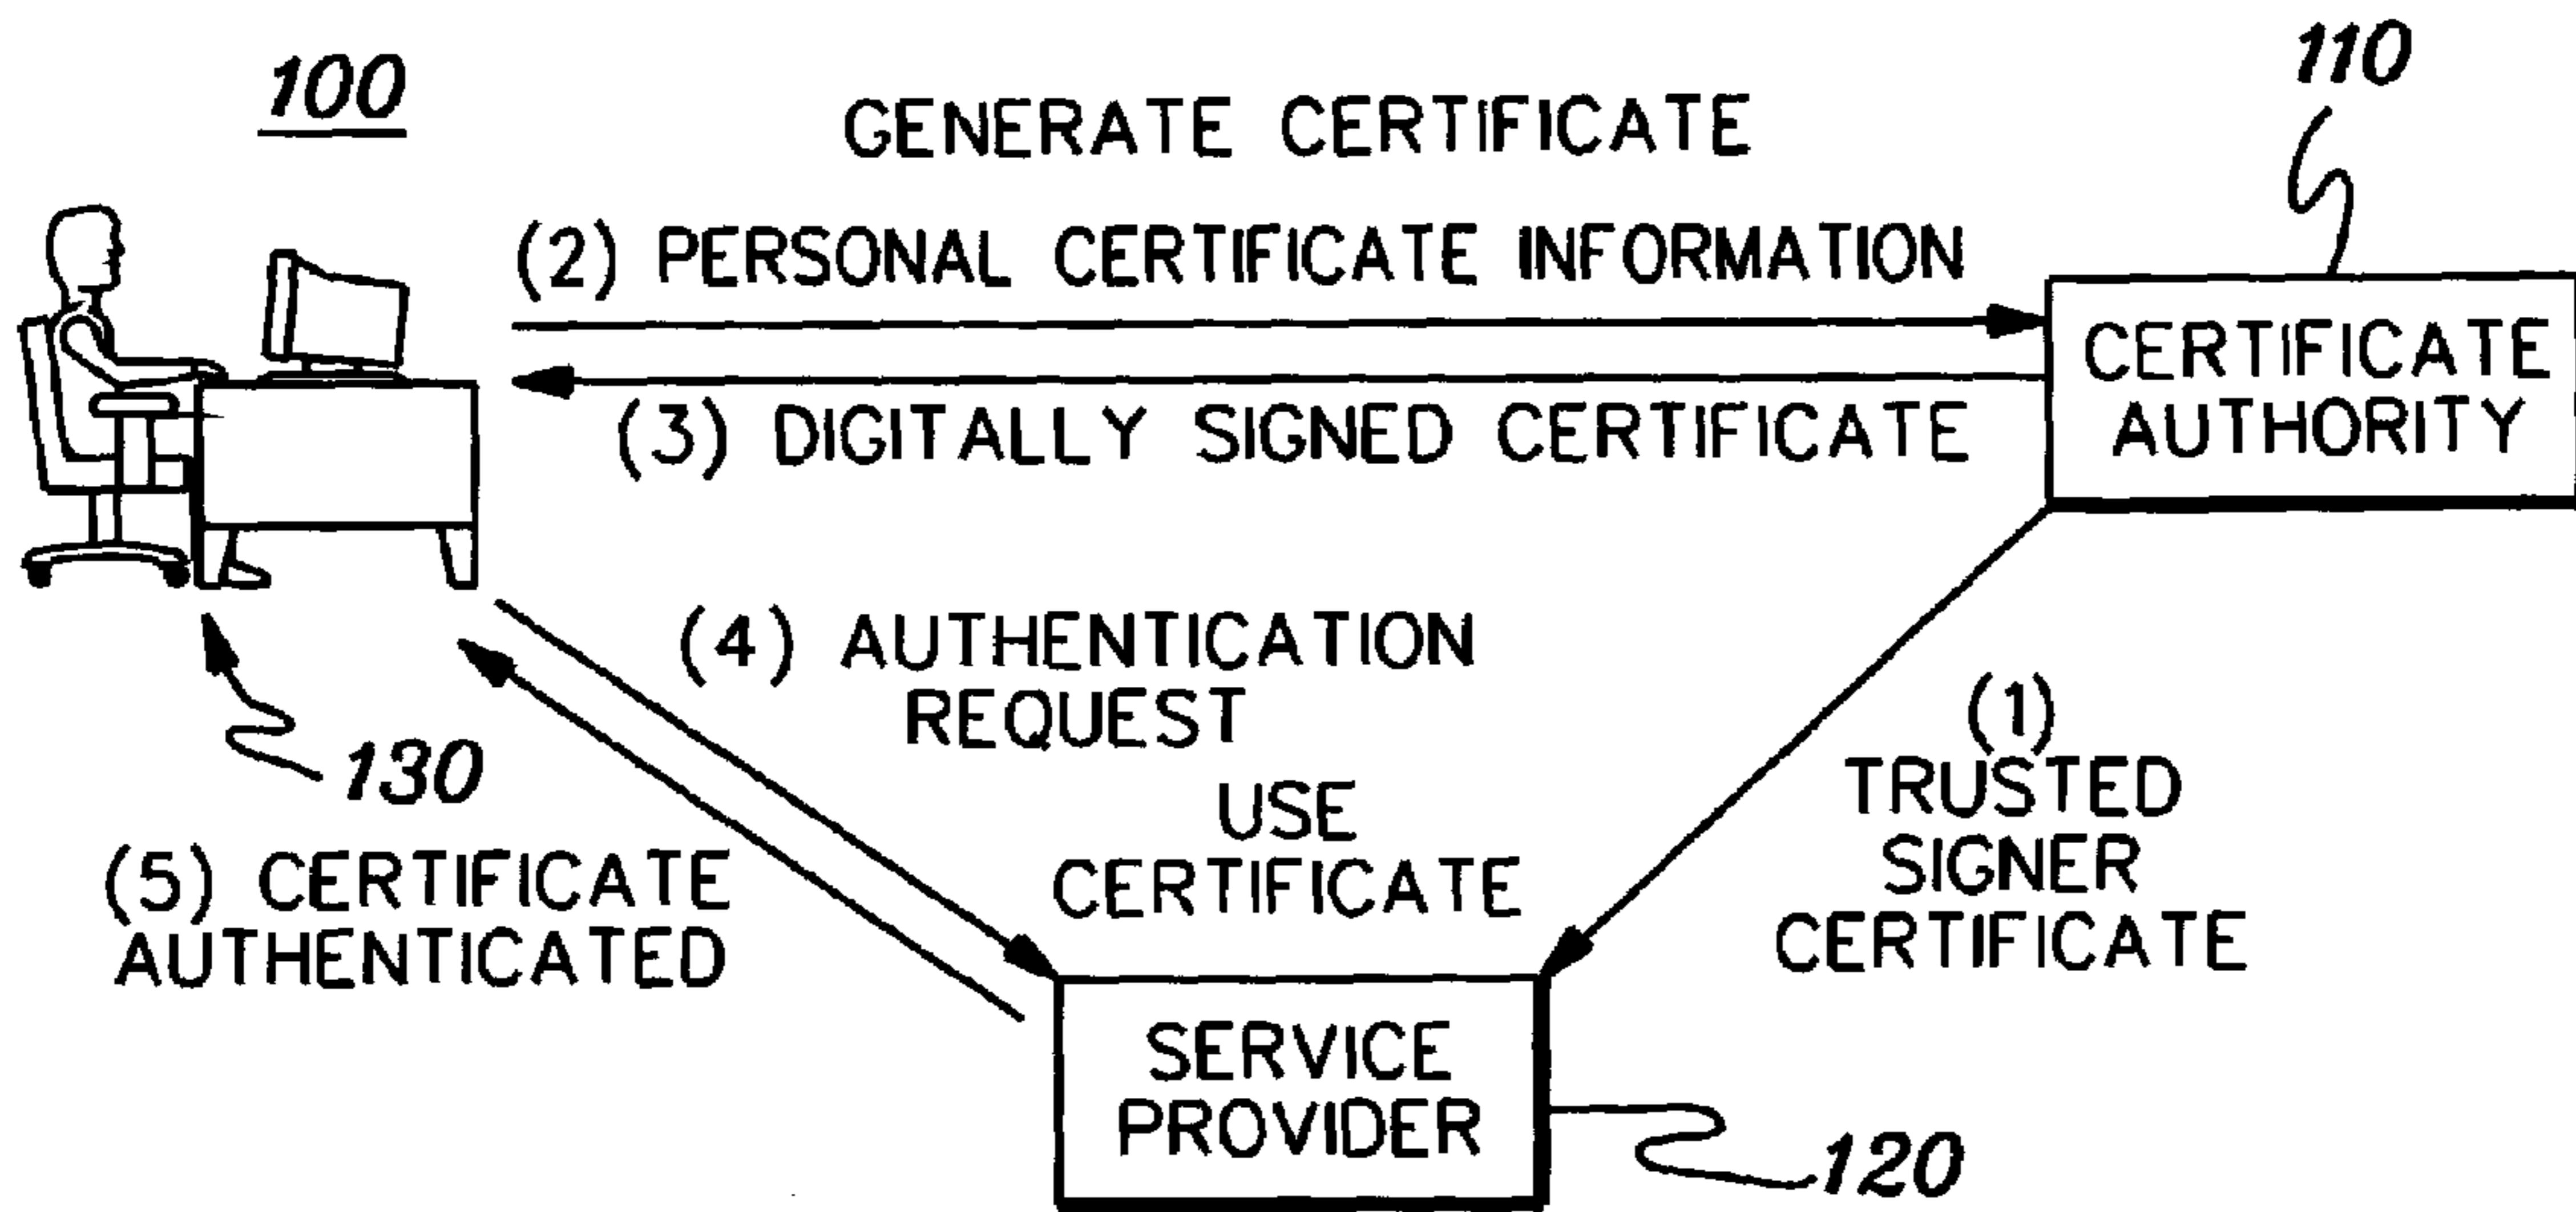 100
110
GENERATE CERTIFICATE
(2) PERSONAL CERTIFICATE INFORMATION
CERTIFICATE
AUTHORITY
(3) DIGITALLY SIGNED CERTIFICATE
(4) AUTHENTICATION
REQUEST
(1)
TRUSTED
SIGNER
CERTIFICATE
130
USE
CERTIFICATE
(5) CERTIFICATE
AUTHENTICATED
SERVICE
PROVIDER
120